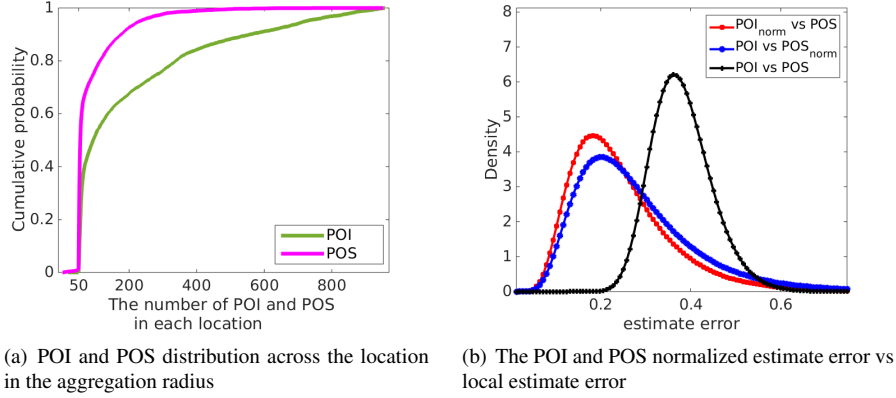 Cumulative probability
1
0.8
0.6
0.4
0.2
0
50 200 400 600 800
The number of POI and POS
in each location
POI
POS
(a) POI and POS distribution across the location
in the aggregation radius
Density
8
7
6
5
4
3
2
1
0
0.2 0.4 0.6
estimate error
POI_norm vs POS
POI vs POS_norm
POI vs POS
(b) The POI and POS normalized estimate error vs
local estimate error